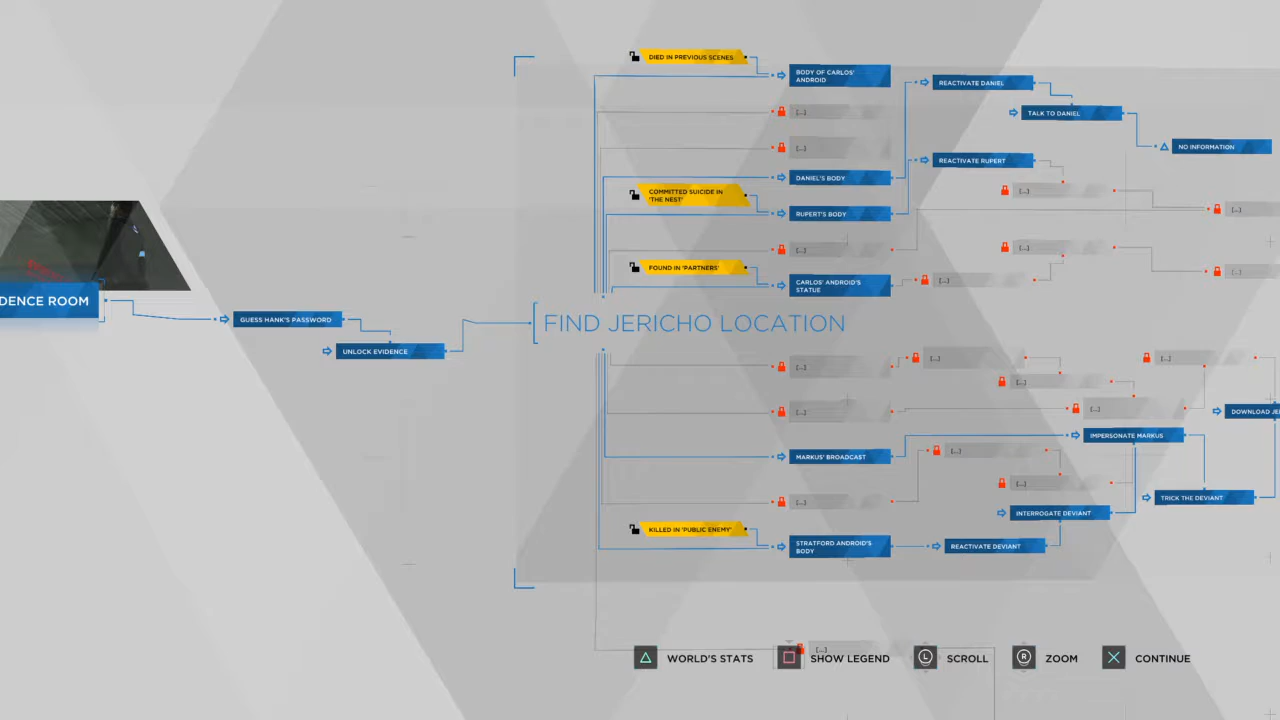 DIED IN PREVIOUS SCENES
BODY OF CARLOS'
ANDROID
REACTIVATE DANIEL
[...]
TALK TO DANIEL
[...]
NO INFORMATION
REACTIVATE RUPERT
DANIEL'S BODY
COMMITTED SUICIDE IN
'THE NEST'
[...]
[...]
RUPERT'S BODY
[...]
[...]
FOUND IN 'PARTNERS'
[...]
CARLOS' ANDROID'S
STATUE
[...]
DENCE ROOM
GUESS HANK'S PASSWORD
FIND JERICHO LOCATION
UNLOCK EVIDENCE
[...]
[...]
[...]
[...]
[...]
[...]
DOWNLOAD JE
IMPERSONATE MARKUS
[...]
MARKUS' BROADCAST
[...]
TRICK THE DEVIANT
[...]
INTERROGATE DEVIANT
KILLED IN 'PUBLIC ENEMY'
STRATFORD ANDROID'S
BODY
REACTIVATE DEVIANT
[...]
WORLD'S STATS
SHOW LEGEND
L
SCROLL
R
ZOOM
CONTINUE